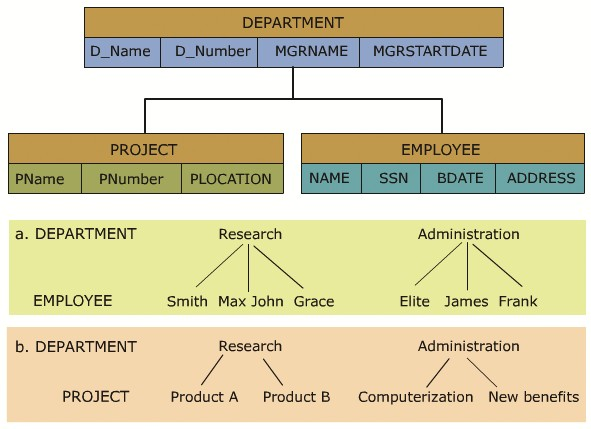 DEPARTMENT
D_Name D_Number MGRNAME MGRSTARTDATE
PROJECT
PName PNumber PLOCATION
EMPLOYEE
NAME SSN BDATE ADDRESS
a. DEPARTMENT Research Administration
EMPLOYEE Smith Max John Grace Elite James Frank
b. DEPARTMENT Research Administration
PROJECT Product A Product B Computerization New benefits